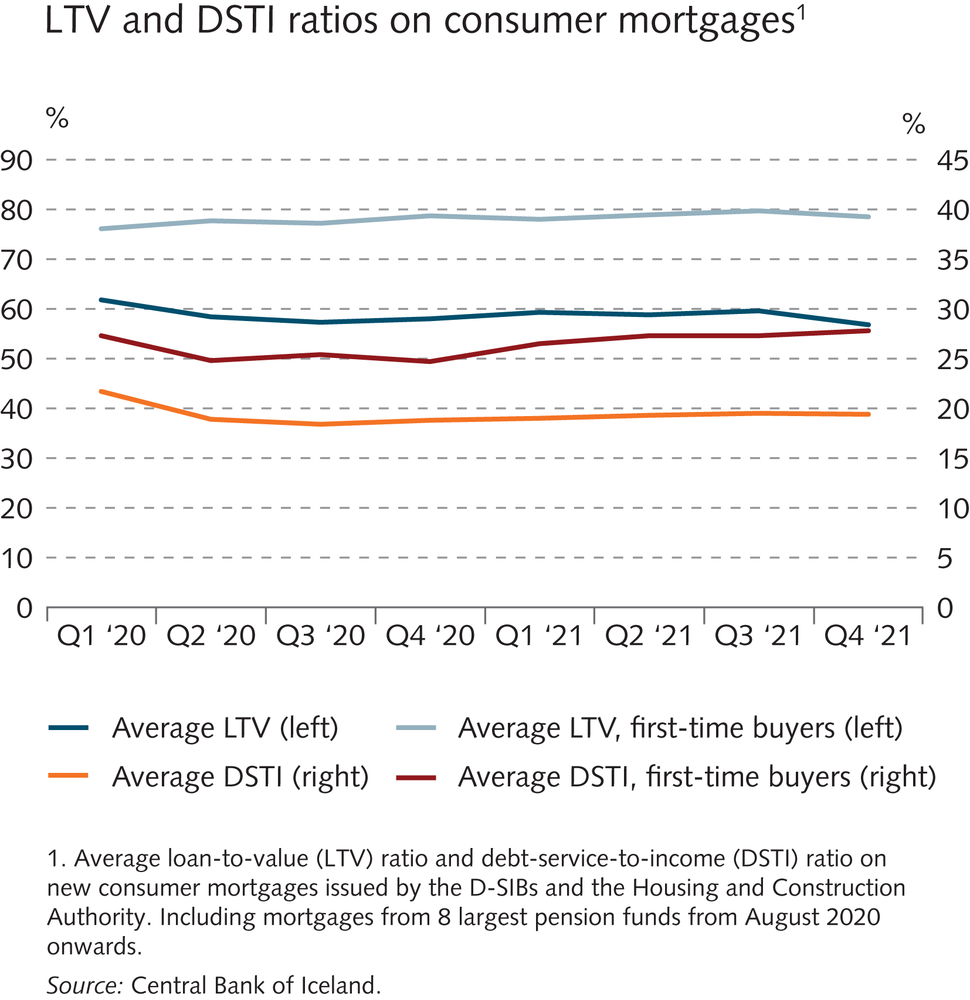 LTV and DSTI ratios on consumer mortgages¹
% %
90 45
80 40
70 35
60 30
50 25
40 20
30 15
20 10
10 5
0 0
Q1 ‘20 Q2 ‘20 Q3 ‘20 Q4 ‘20 Q1 ‘21 Q2 ‘21 Q3 ‘21 Q4 ‘21
Average LTV (left) Average LTV, first-time buyers (left)
Average DSTI (right) Average DSTI, first-time buyers (right)
1. Average loan-to-value (LTV) ratio and debt-service-to-income (DSTI) ratio on
new consumer mortgages issued by the D-SIBs and the Housing and Construction
Authority. Including mortgages from 8 largest pension funds from August 2020
onwards.
Source: Central Bank of Iceland.